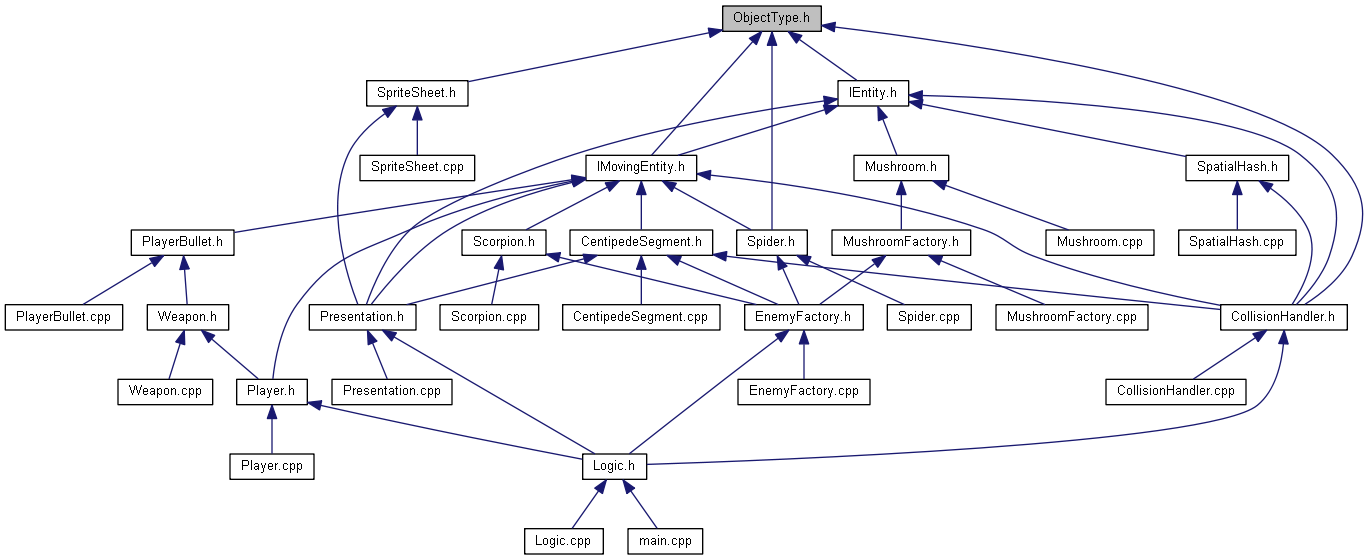 ObjectType.h
SpriteSheet.h
IEntity.h
SpriteSheet.cpp
IMovingEntity.h
Mushroom.h
SpatialHash.h
PlayerBullet.h
Scorpion.h
CentipedeSegment.h
Spider.h
MushroomFactory.h
Mushroom.cpp
SpatialHash.cpp
PlayerBullet.cpp
Weapon.h
Presentation.h
Scorpion.cpp
CentipedeSegment.cpp
EnemyFactory.h
Spider.cpp
MushroomFactory.cpp
CollisionHandler.h
Weapon.cpp
Player.h
Presentation.cpp
EnemyFactory.cpp
CollisionHandler.cpp
Player.cpp
Logic.h
Logic.cpp
main.cpp